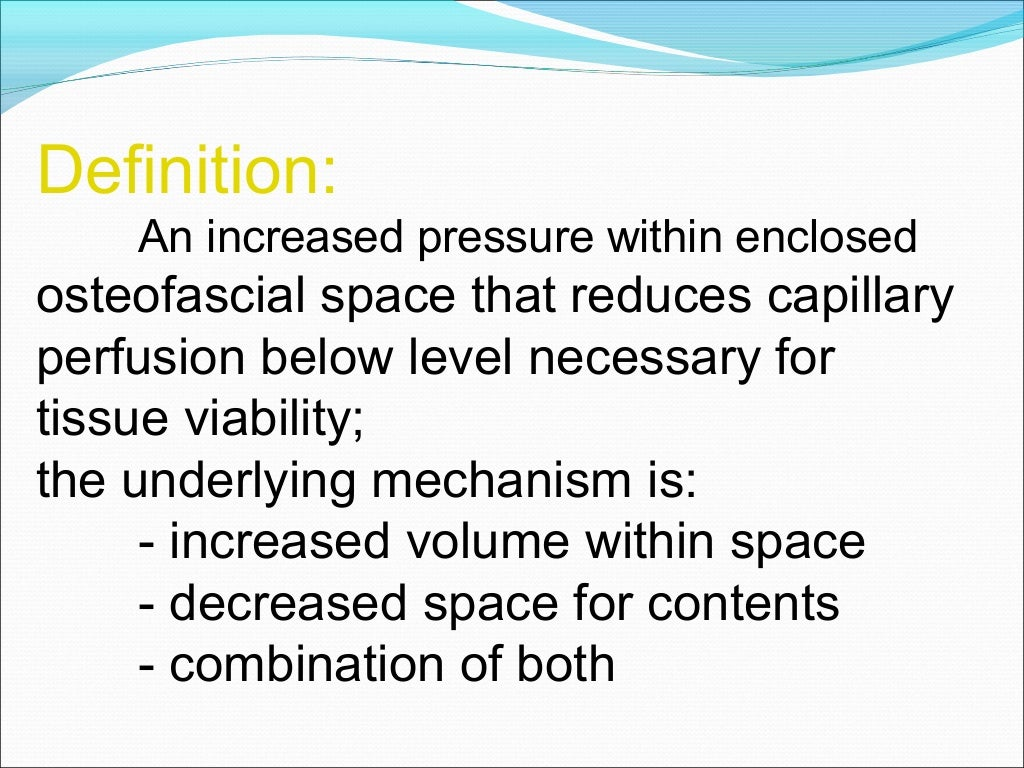 Definition:
An increased pressure within enclosed
osteofascial space that reduces capillary
perfusion below level necessary for
tissue viability;
the underlying mechanism is:
- increased volume within space
- decreased space for contents
- combination of both